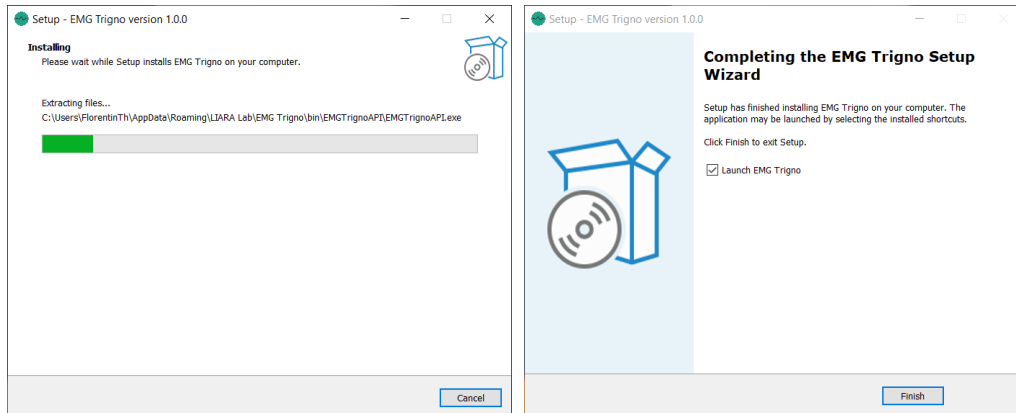 Setup - EMG Trigno version 1.0.0
Installing
Please wait while Setup installs EMG Trigno on your computer.
Extracting files...
C:\Users\FlorentinTh\AppData\Roaming\LIARA Lab\EMG Trigno\bin\EMGTrignoAPI\EMGTrignoAPI.exe
Cancel
Setup - EMG Trigno version 1.0.0
Completing the EMG Trigno Setup
Wizard
Setup has finished installing EMG Trigno on your computer. The
application may be launched by selecting the installed shortcuts.
Click Finish to exit Setup.
Launch EMG Trigno
Finish